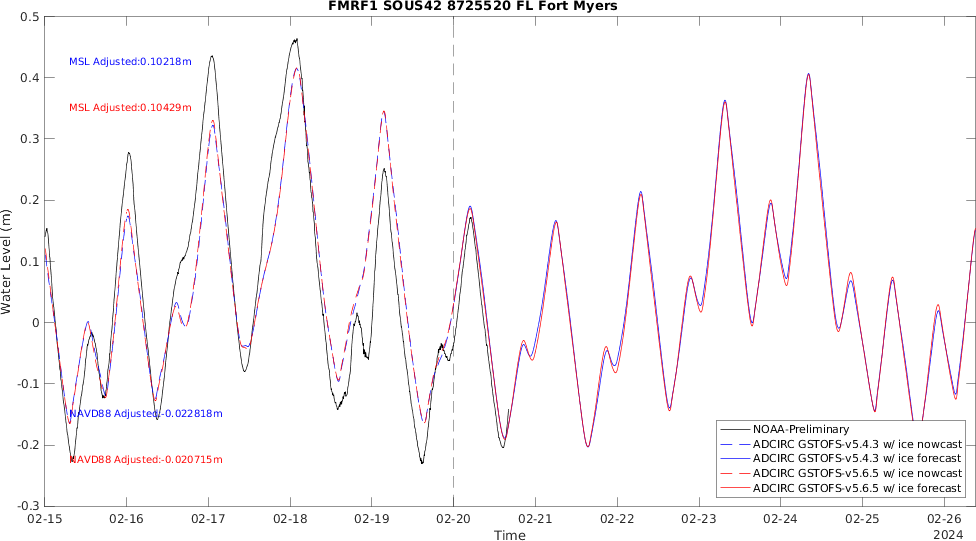 FMRF1 SOUS42 8725520 FL Fort Myers
0.5
0.4
0.3
0.2
0.1
0
-0.1
-0.2
-0.3
Water Level (m)
MSL Adjusted:0.10218m
MSL Adjusted:0.10429m
NAVD88 Adjusted:-0.022818m
NAVD88 Adjusted:-0.020715m
NOAA-Preliminary
ADCIRC GSTOFS-v5.4.3 w/ ice nowcast
ADCIRC GSTOFS-v5.4.3 w/ ice forecast
ADCIRC GSTOFS-v5.6.5 w/ ice nowcast
ADCIRC GSTOFS-v5.6.5 w/ ice forecast
02-15 02-16 02-17 02-18 02-19 02-20 02-21 02-22 02-23 02-24 02-25 02-26
Time
2024